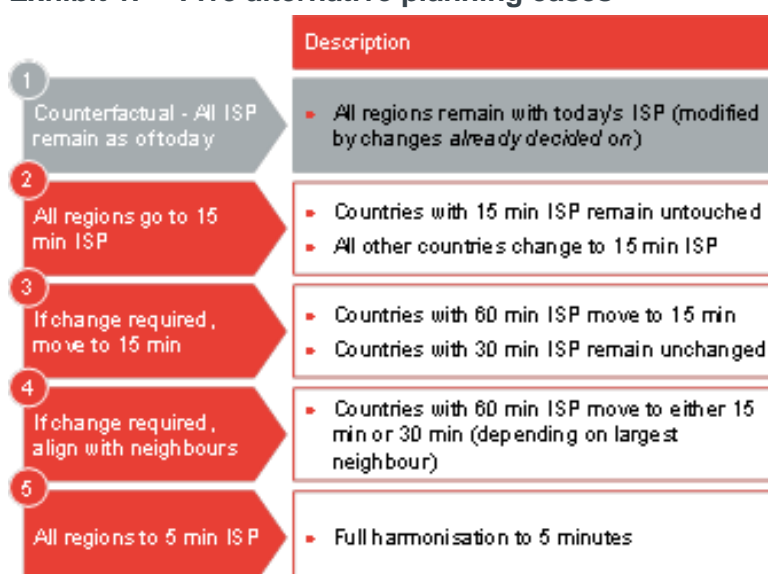 Description
1
Counterfactual - All ISP
remain as of today
All regions remain with today's ISP (modified
by changes already decided on)
2
All regions go to 15
min ISP
Countries with 15 min ISP remain untouched
All other countries change to 15 min ISP
3
If change required,
move to 15 min
Countries with 60 min ISP move to 15 min
Countries with 30 min ISP remain unchanged
4
If change required,
align with neighbours
Countries with 60 min ISP move to either 15
min or 30 min (depending on largest
neighbour)
5
All regions to 5 min ISP
Full harmonisation to 5 minutes